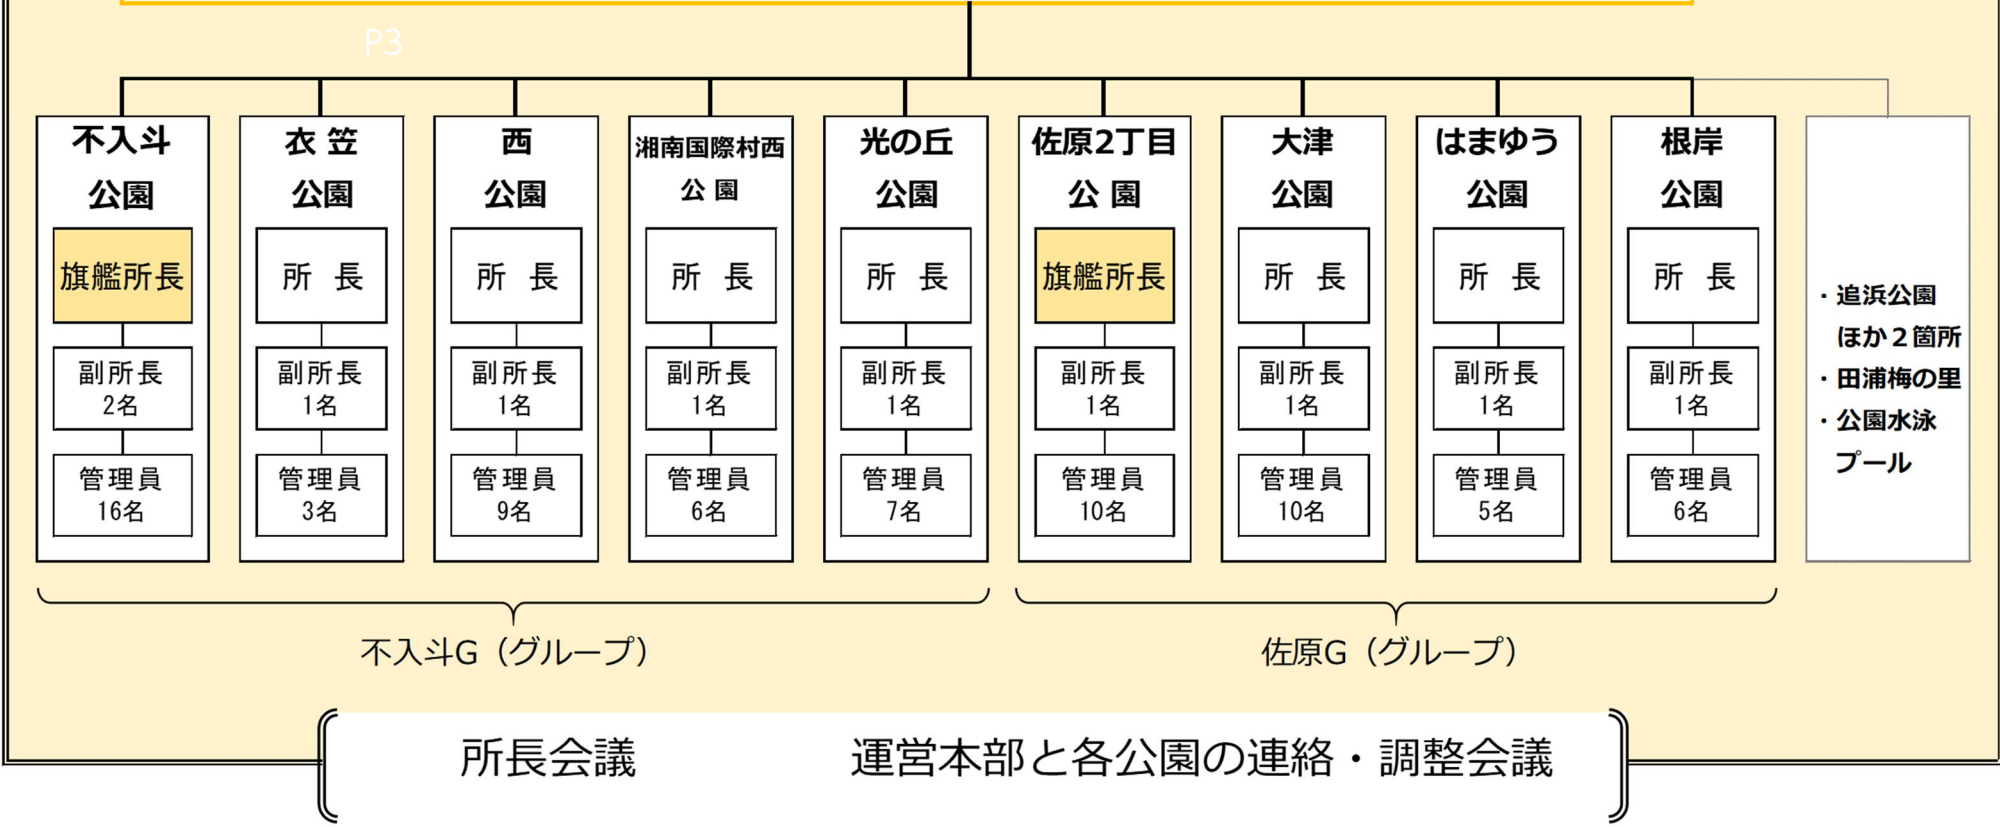 P3
不入斗
公園
旗艦所長
副所長
2名
管理員
16名
衣 笠
公園
所 長
副所長
1名
管理員
3名
西
公園
所 長
副所長
1名
管理員
9名
湘南国際村西
公 園
所 長
副所長
1名
管理員
6名
光の丘
公園
所 長
副所長
1名
管理員
7名
佐原2丁目
公 園
旗艦所長
副所長
1名
管理員
10名
大津
公園
所 長
副所長
1名
管理員
10名
はまゆう
公園
所 長
副所長
1名
管理員
5名
根岸
公園
所 長
副所長
1名
管理員
6名
・追浜公園
ほか２箇所
・田浦梅の里
・公園水泳
プール
不入斗G（グループ）
佐原G（グループ）
所長会議 運営本部と各公園の連絡・調整会議